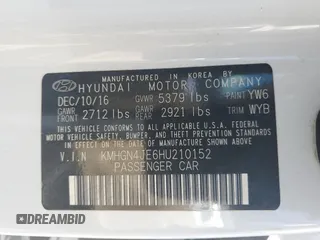 MANUFACTURED IN KOREA
HYUNDAI MOTOR COMPANY
DEC/10/16 GVWR 5379 lbs PAINT YW6
GAWR FRONT 2712 lbs GAWR REAR 2921 lbs TRIM WYB
THIS VEHICLE CONFORMS TO ALL APPLICABLE U.S. FEDERAL
MOTOR VEHICLE SAFETY, BUMPER, AND THEFT PREVENTION
STANDARDS IN EFFECT ON THE DATE OF MANUFACTURE
SHOWN ABOVE.
V.I.N KMHGN4JE6HU210152
PASSENGER CAR
AUTOBIDMASTER